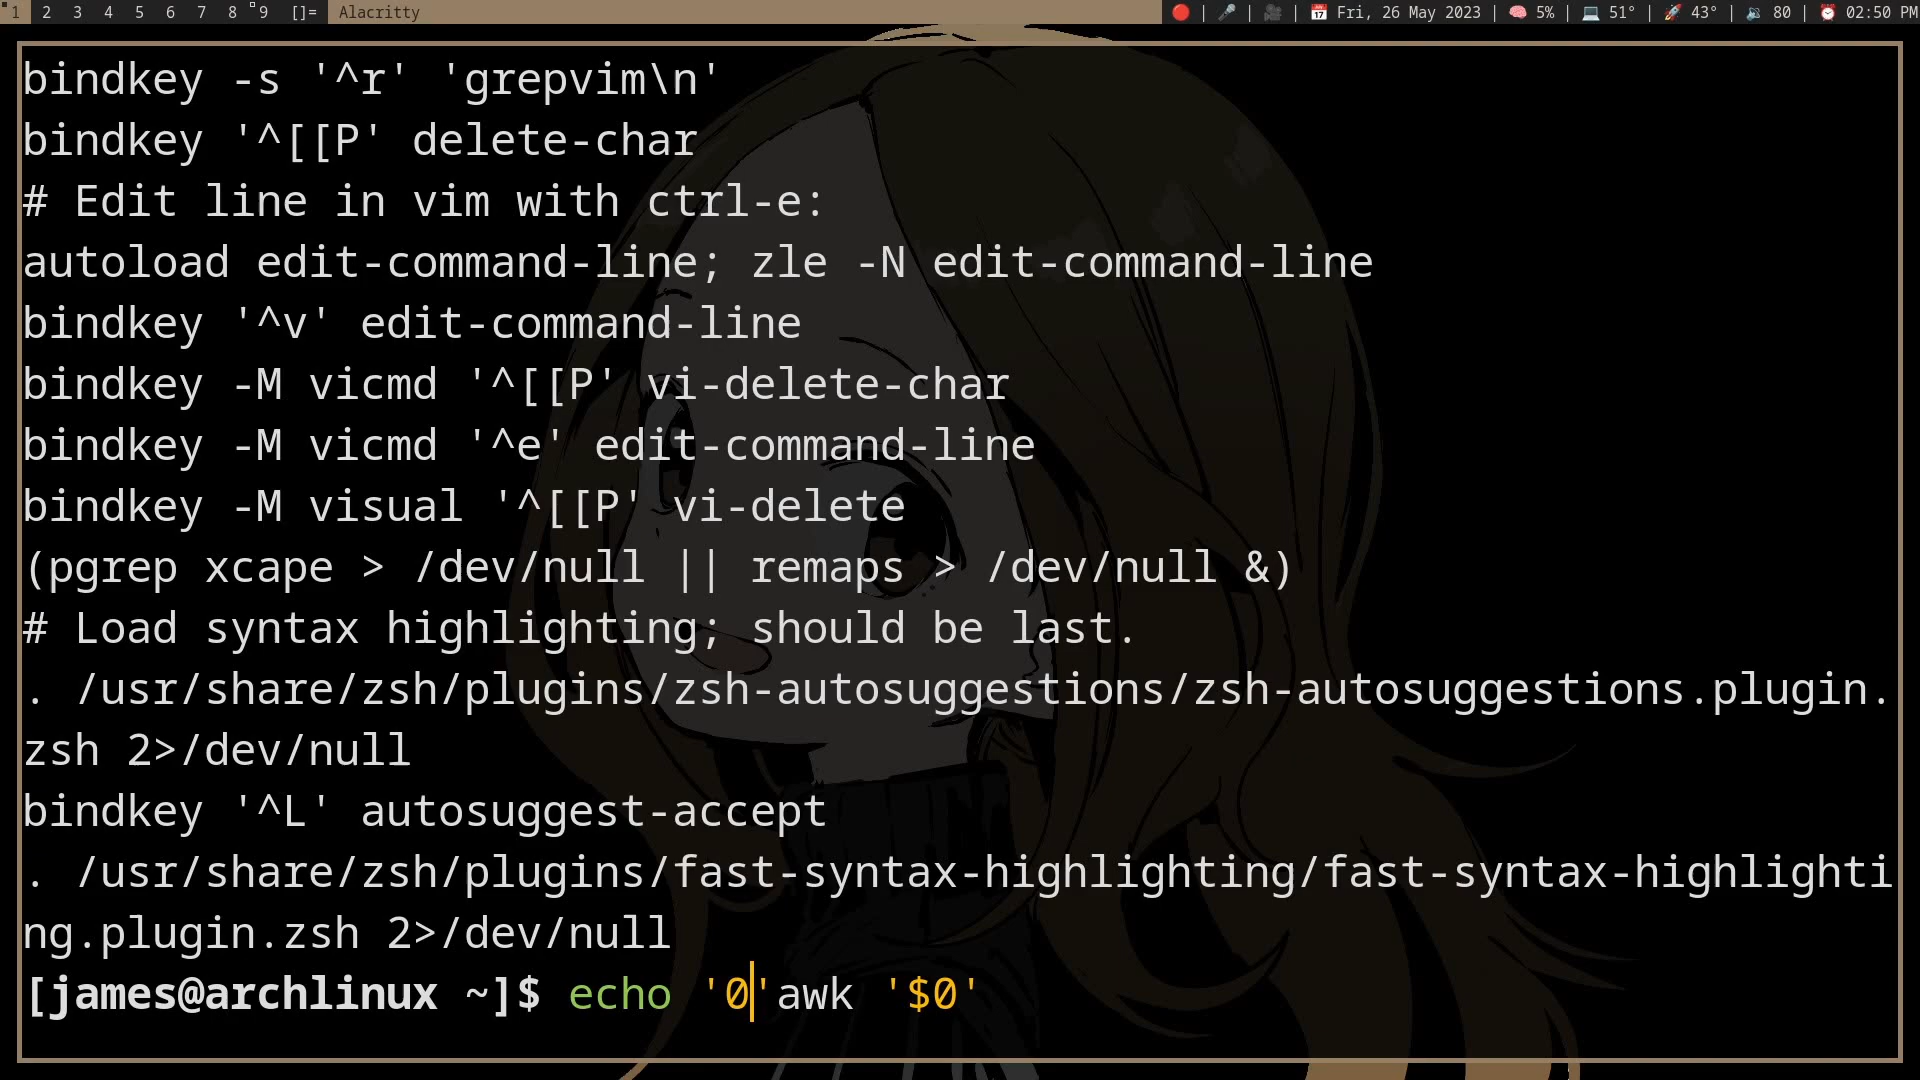 1 2 3 4 5 6 7 8 9 []= Alacritty 🔴 | 🎤 | 🎥 | 📅 Fri, 26 May 2023 | 🧠 5% | 💻 51° | 🚀 43° | 🔉 80 | ⏰ 02:50 PM
bindkey -s '^r' 'grepvim\n'
bindkey '^[[P' delete-char
# Edit line in vim with ctrl-e:
autoload edit-command-line; zle -N edit-command-line
bindkey '^v' edit-command-line
bindkey -M vicmd '^[[P' vi-delete-char
bindkey -M vicmd '^e' edit-command-line
bindkey -M visual '^[[P' vi-delete
(pgrep xcape > /dev/null || remaps > /dev/null &)
# Load syntax highlighting; should be last.
. /usr/share/zsh/plugins/zsh-autosuggestions/zsh-autosuggestions.plugin.
zsh 2>/dev/null
bindkey '^L' autosuggest-accept
. /usr/share/zsh/plugins/fast-syntax-highlighting/fast-syntax-highlighti
ng.plugin.zsh 2>/dev/null
[james@archlinux ~]$ echo '0'awk '$0'